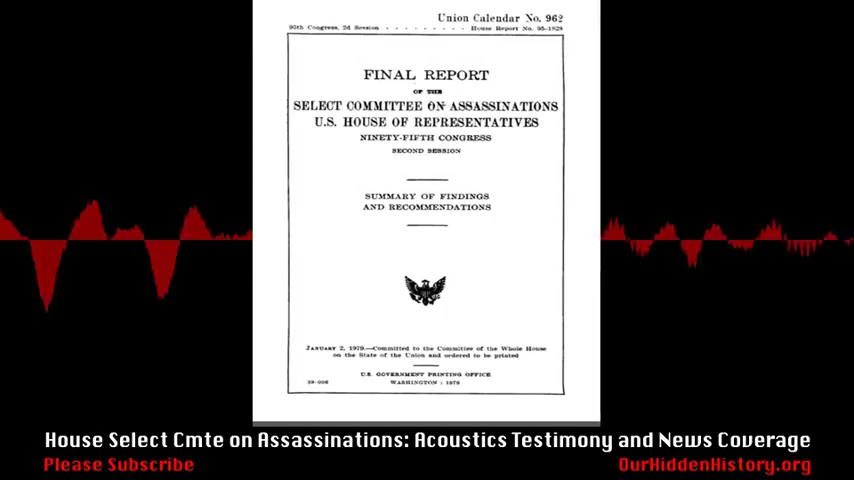 Union Calendar No. 962
95th Congress, 2d Session - - - - - - - - - House Report No. 95-1828
FINAL REPORT
OF THE
SELECT COMMITTEE ON ASSASSINATIONS
U.S. HOUSE OF REPRESENTATIVES
NINETY-FIFTH CONGRESS
SECOND SESSION
SUMMARY OF FINDINGS
AND RECOMMENDATIONS
JANUARY 2, 1979.—Committed to the Committee of the Whole House
on the State of the Union and ordered to be printed
U.S. GOVERNMENT PRINTING OFFICE
39-006 WASHINGTON : 1979
House Select Cmte on Assassinations: Acoustics Testimony and News Coverage
Please Subscribe OurHiddenHistory.org